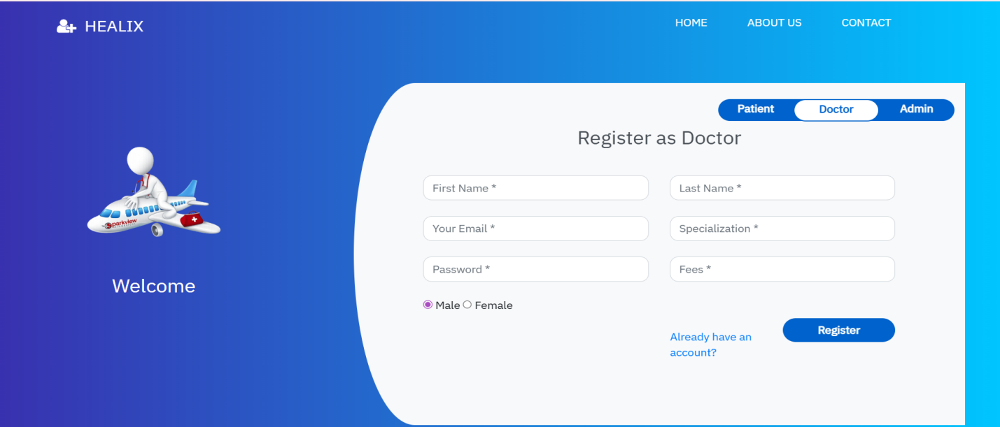 HEALIX
HOME ABOUT US CONTACT
Patient Doctor Admin
Register as Doctor
First Name * Last Name *
Your Email * Specialization *
Password * Fees *
Male Female
Register
Already have an
account?
parkview
Welcome